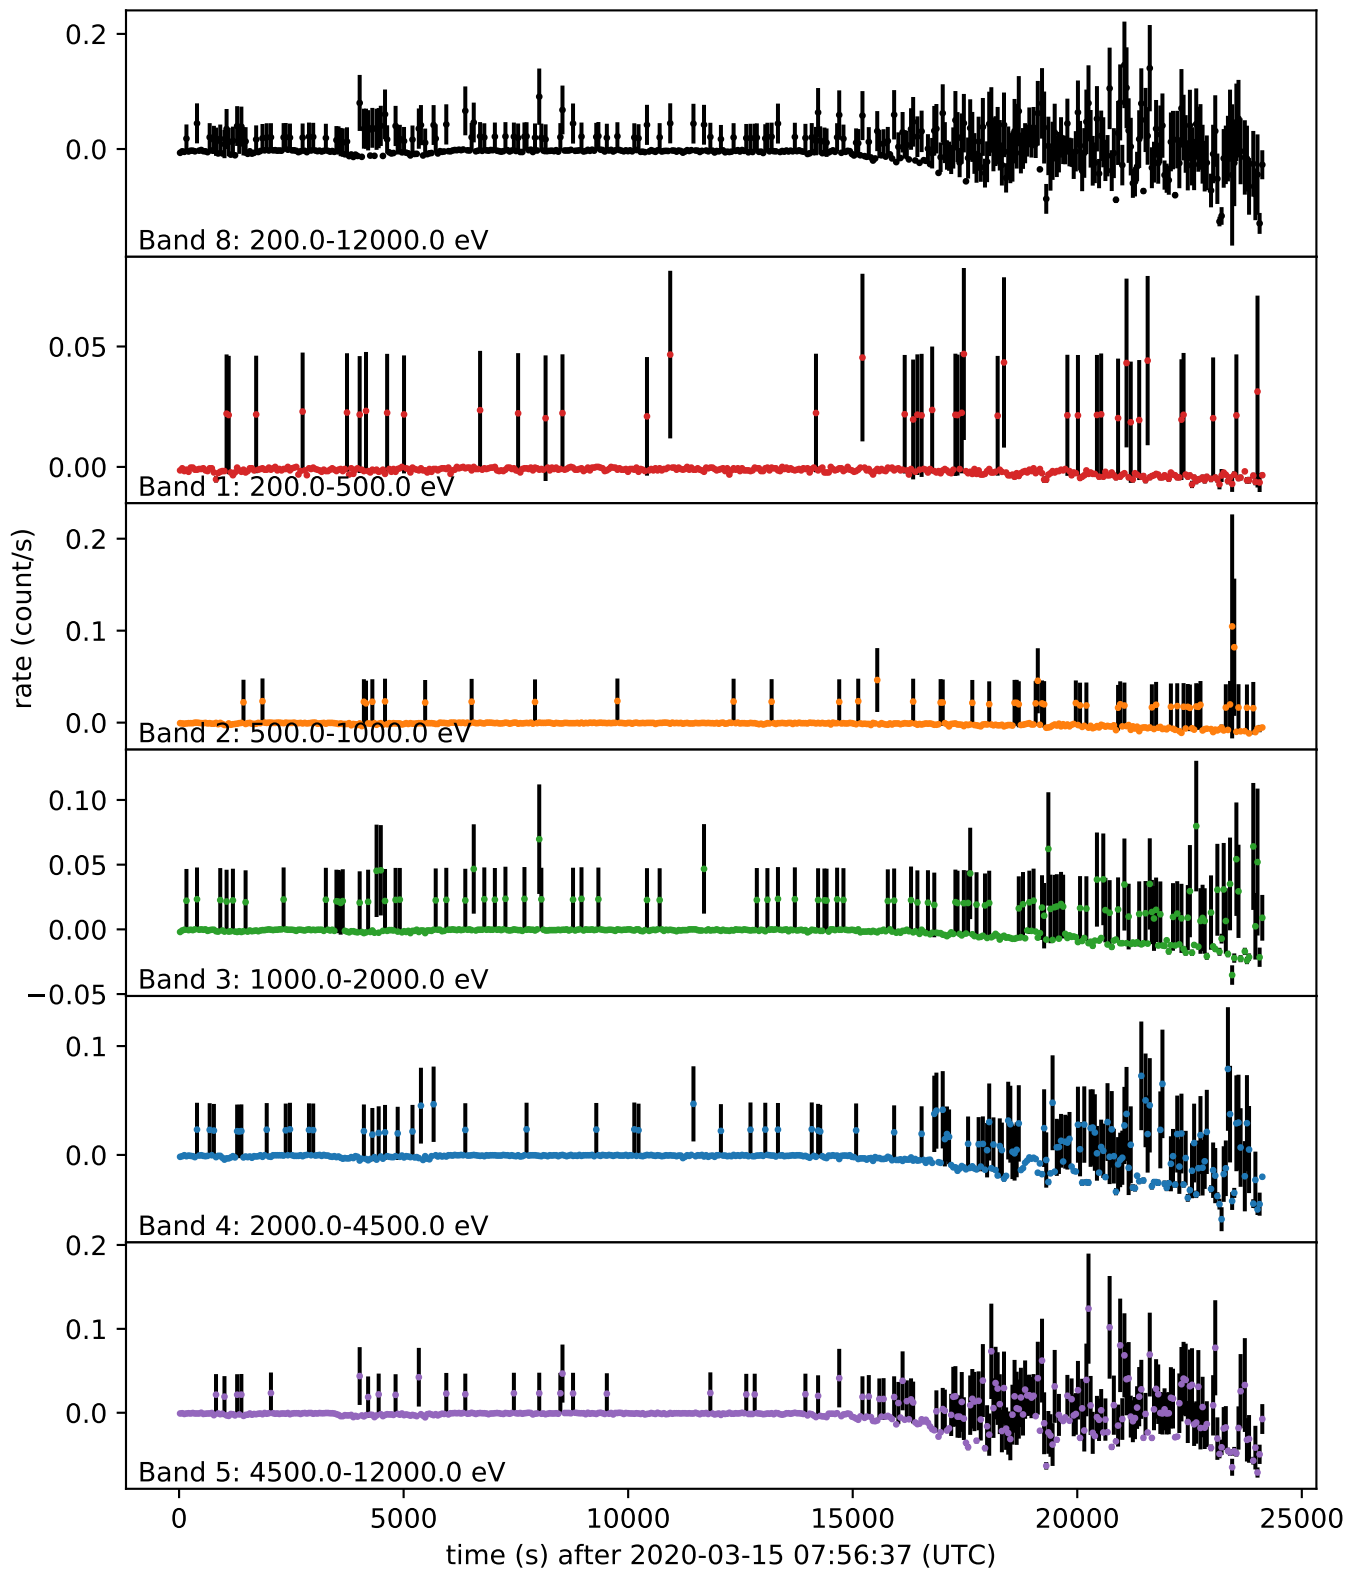 0.2
0.0
Band 8: 200.0-12000.0 eV
0.05
0.00
Band 1: 200.0-500.0 eV
rate (count/s)
0.2
0.1
0.0
Band 2: 500.0-1000.0 eV
0.10
0.05
0.00
−0.05
Band 3: 1000.0-2000.0 eV
0.1
0.0
Band 4: 2000.0-4500.0 eV
0.2
0.1
0.0
Band 5: 4500.0-12000.0 eV
0 5000 10000 15000 20000 25000
time (s) after 2020-03-15 07:56:37 (UTC)